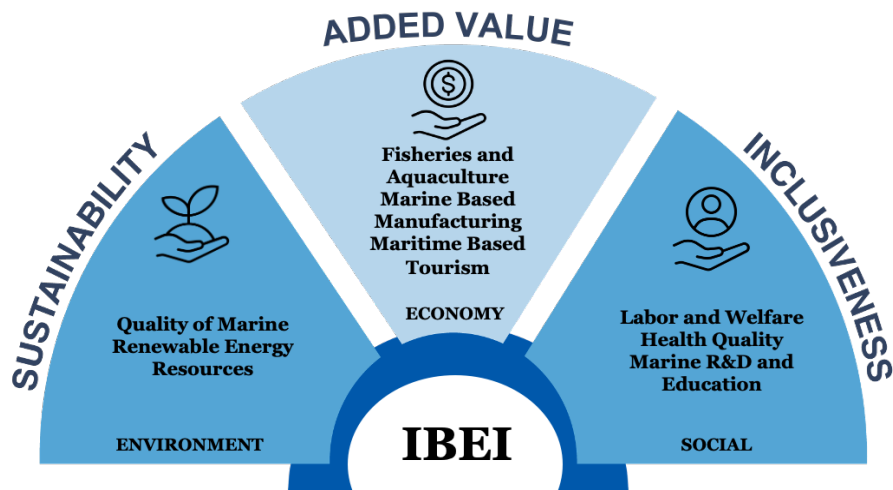 ADDED VALUE
SUSTAINABILITY
INCLUSIVENESS
$
Fisheries and
Aquaculture
Marine Based
Manufacturing
Maritime Based
Tourism
ECONOMY
Quality of Marine
Renewable Energy
Resources
ENVIRONMENT
Labor and Welfare
Health Quality
Marine R&D and
Education
SOCIAL
IBEI